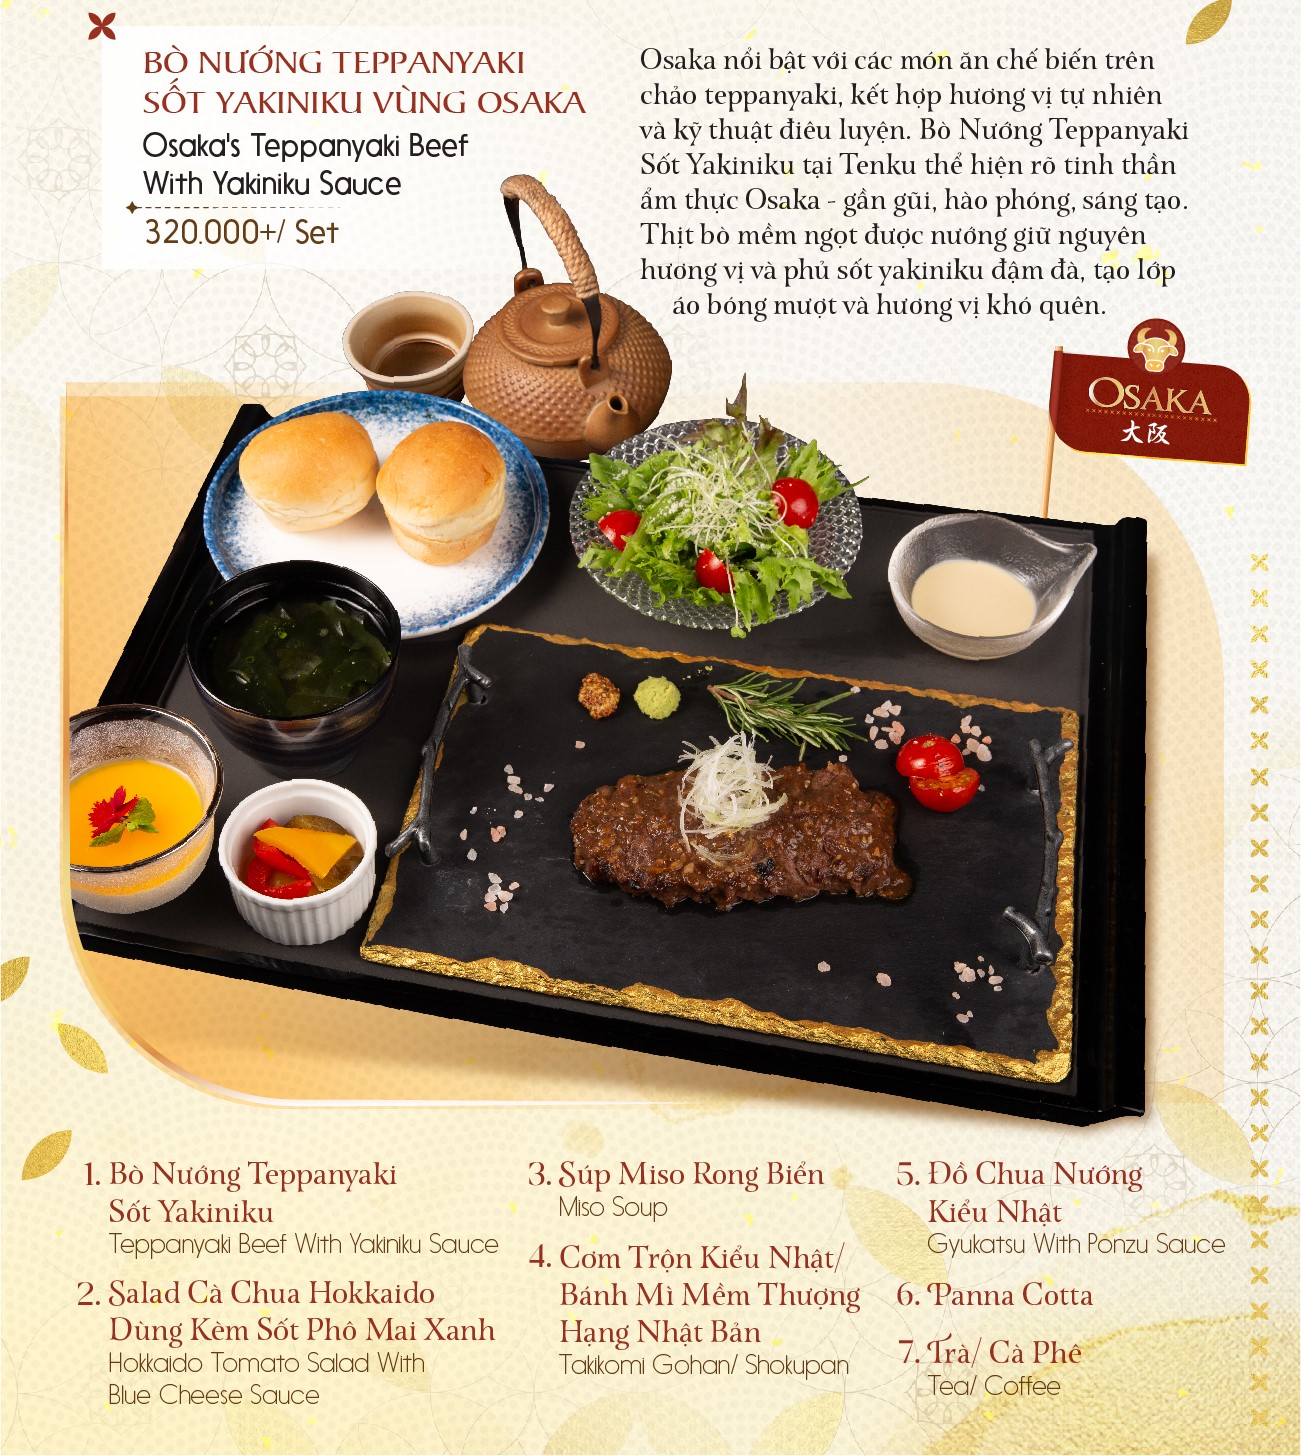 BÒ NƯỚNG TEPPANYAKI
SỐT YAKINIKU VÙNG OSAKA
Osaka's Teppanyaki Beef
With Yakiniku Sauce
320.000+/ Set
Osaka nổi bật với các món ăn chế biến trên
chảo teppanyaki, kết hợp hương vị tự nhiên
và kỹ thuật điêu luyện. Bò Nướng Teppanyaki
Sốt Yakiniku tại Tenku thể hiện rõ tinh thần
ẩm thực Osaka - gần gũi, hào phóng, sáng tạo.
Thịt bò mềm ngọt được nướng giữ nguyên
hương vị và phủ sốt yakiniku đậm đà, tạo lớp
áo bóng mượt và hương vị khó quên.
OSAKA
大阪
1. Bò Nướng Teppanyaki
Sốt Yakiniku
Teppanyaki Beef With Yakiniku Sauce
2. Salad Cà Chua Hokkaido
Dùng Kèm Sốt Phô Mai Xanh
Hokkaido Tomato Salad With
Blue Cheese Sauce
3. Súp Miso Rong Biển
Miso Soup
4. Cơm Trộn Kiểu Nhật/
Bánh Mì Mềm Thượng
Hạng Nhật Bản
Takikomi Gohan/ Shokupan
5. Đồ Chua Nướng
Kiểu Nhật
Gyukatsu With Ponzu Sauce
6. Panna Cotta
7. Trà/ Cà Phê
Tea/ Coffee